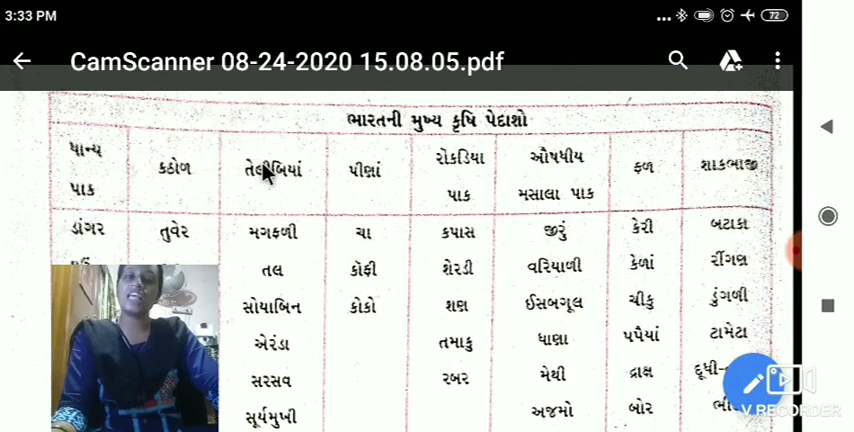 3:33 PM
72
CamScanner 08-24-2020 15.08.05.pdf
ભારતની મુખ્ય કૃષિ પેદાશો
ધાન્ય પાક કઠોળ તેલીબિયાં પીણાં રોકડિયા પાક ઔષધીય મસાલા પાક ફળ શાકભાજી
ડાંગર તુવેર મગફળી ચા કપાસ જીરું કેરી બટાકા
તલ કૉફી શેરડી વરિયાળી કેળાં રીંગણ
સોયાબિન કોકો શણ ઈસબગૂલ ચીકુ ડુંગળી
એરંડા તમાકુ ધાણા પપૈયાં ટામેટા
સરસવ રબર મેથી દ્રાક્ષ દૂધી
સૂર્યમુખી અજમો બોર
V RECORDER